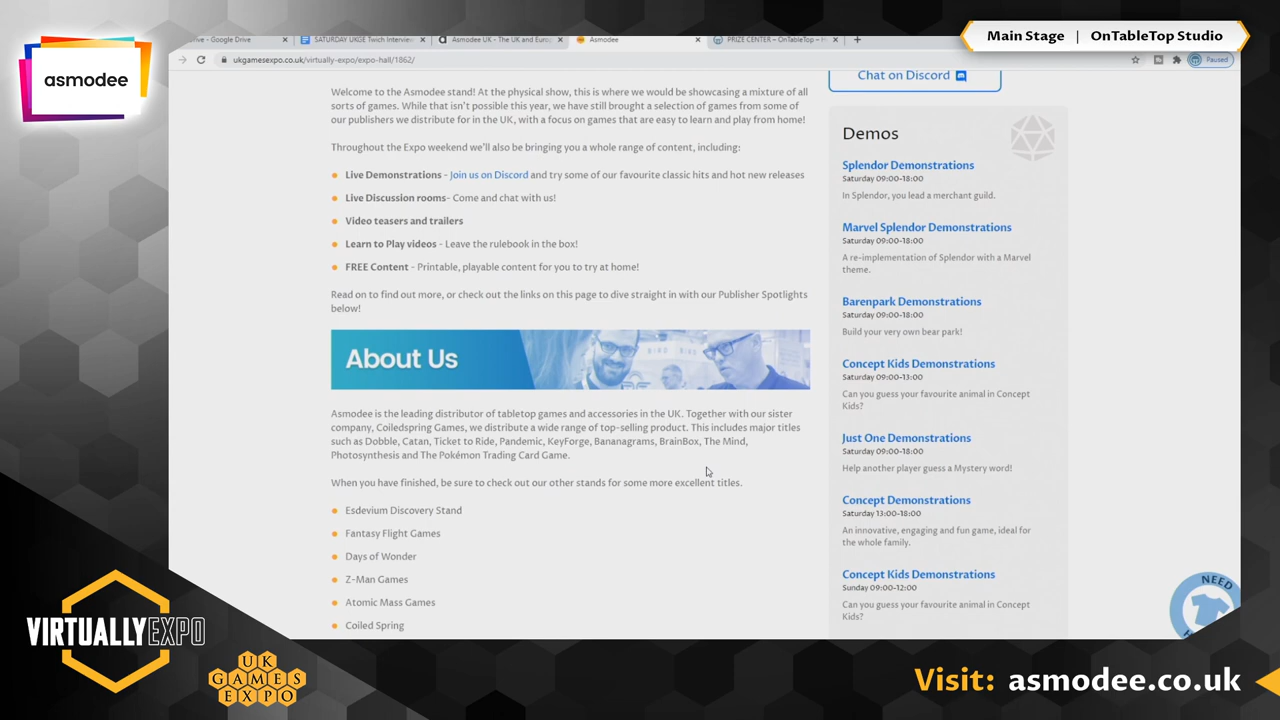 asmodee
Main Stage | OnTableTop Studio
Drive - Google Drive
SATURDAY UKGE Twich Interview
Asmodee UK - The UK and Euro
Asmodee
PRIZE CENTER – OnTableTop –
ukgamesexpo.co.uk/virtually-expo/expo-hall/1862/
Paused
Welcome to the Asmodee stand! At the physical show, this is where we would be showcasing a mixture of all
sorts of games. While that isn't possible this year, we have still brought a selection of games from some of
our publishers we distribute for in the UK, with a focus on games that are easy to learn and play from home!
Throughout the Expo weekend we'll also be bringing you a whole range of content, including:
Live Demonstrations - Join us on Discord and try some of our favourite classic hits and hot new releases
Live Discussion rooms- Come and chat with us!
Video teasers and trailers
Learn to Play videos - Leave the rulebook in the box!
FREE Content - Printable, playable content for you to try at home!
Read on to find out more, or check out the links on this page to dive straight in with our Publisher Spotlights
below!
About Us
Asmodee is the leading distributor of tabletop games and accessories in the UK. Together with our sister
company, Coiledspring Games, we distribute a wide range of top-selling product. This includes major titles
such as Dobble, Catan, Ticket to Ride, Pandemic, KeyForge, Bananagrams, BrainBox, The Mind,
Photosynthesis and The Pokémon Trading Card Game.
When you have finished, be sure to check out our other stands for some more excellent titles.
Esdevium Discovery Stand
Fantasy Flight Games
Days of Wonder
Z-Man Games
Atomic Mass Games
Coiled Spring
Chat on Discord
Demos
Splendor Demonstrations
Saturday 09:00-18:00
In Splendor, you lead a merchant guild.
Marvel Splendor Demonstrations
Saturday 09:00-18:00
A re-implementation of Splendor with a Marvel
theme.
Barenpark Demonstrations
Saturday 09:00-18:00
Build your very own bear park!
Concept Kids Demonstrations
Saturday 09:00-13:00
Can you guess your favourite animal in Concept
Kids?
Just One Demonstrations
Saturday 09:00-18:00
Help another player guess a Mystery word!
Concept Demonstrations
Saturday 13:00-18:00
An innovative, engaging and fun game, ideal for
the whole family.
Concept Kids Demonstrations
Sunday 09:00-12:00
Can you guess your favourite animal in Concept
Kids?
NEED
VIRTUALLY EXPO
UK
GAMES
EXPO
Visit: asmodee.co.uk